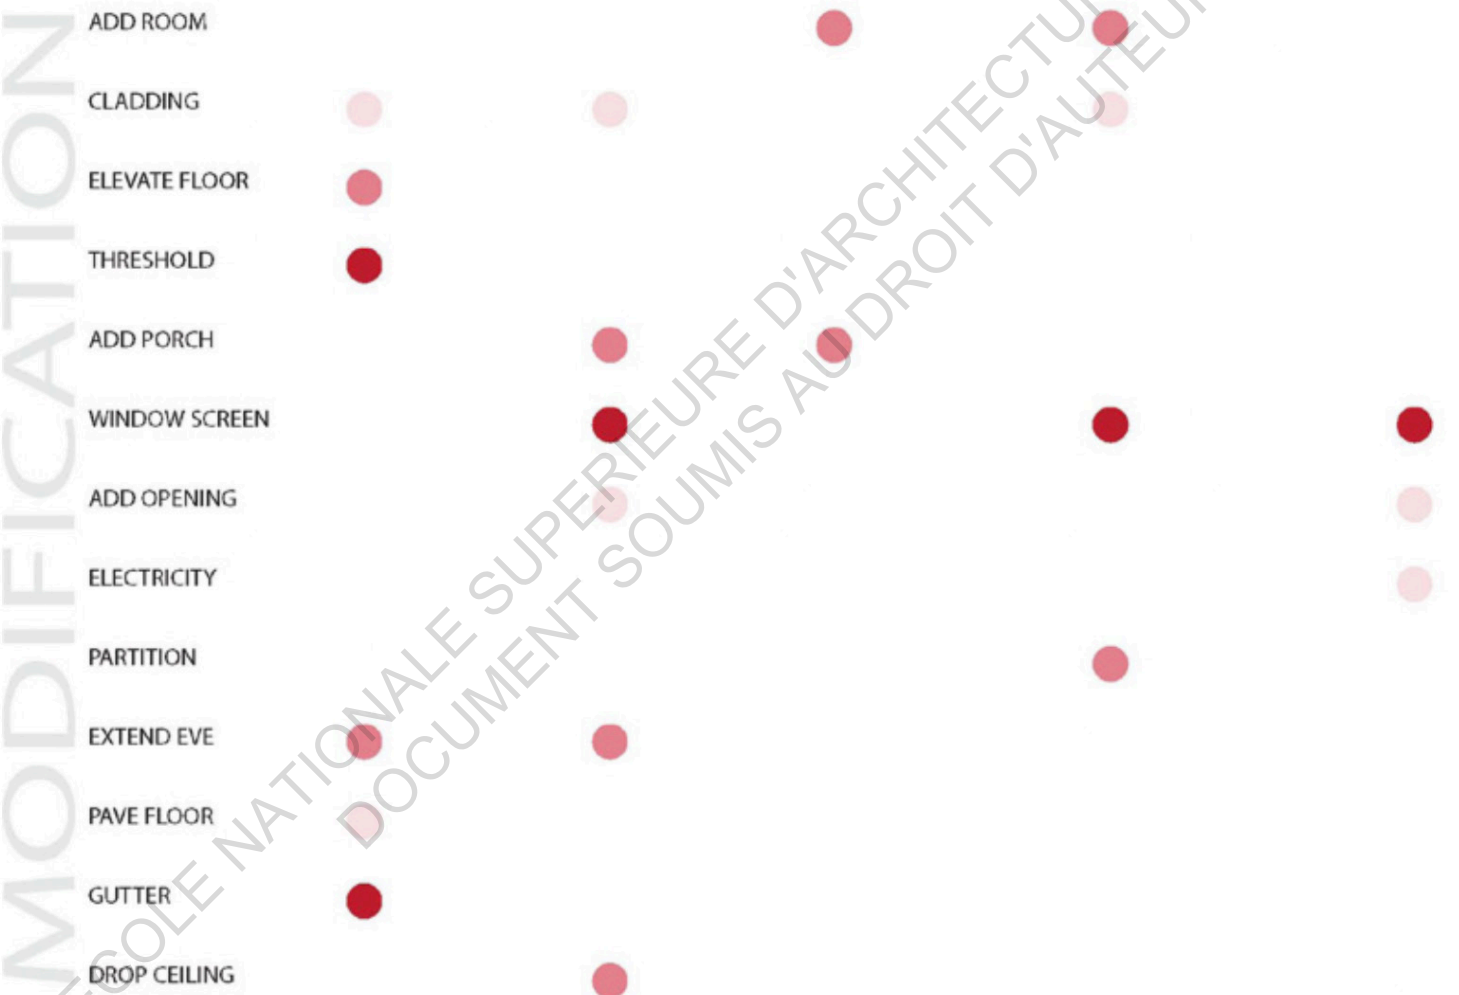 MODIFICATION
ADD ROOM
CLADDING
ELEVATE FLOOR
THRESHOLD
ADD PORCH
WINDOW SCREEN
ADD OPENING
ELECTRICITY
PARTITION
EXTEND EVE
PAVE FLOOR
GUTTER
DROP CEILING
ECOLE NATIONALE SUPERIEURE D'ARCHITECTU
DOCUMENT SOUMIS AU DROIT D'AUTEUR